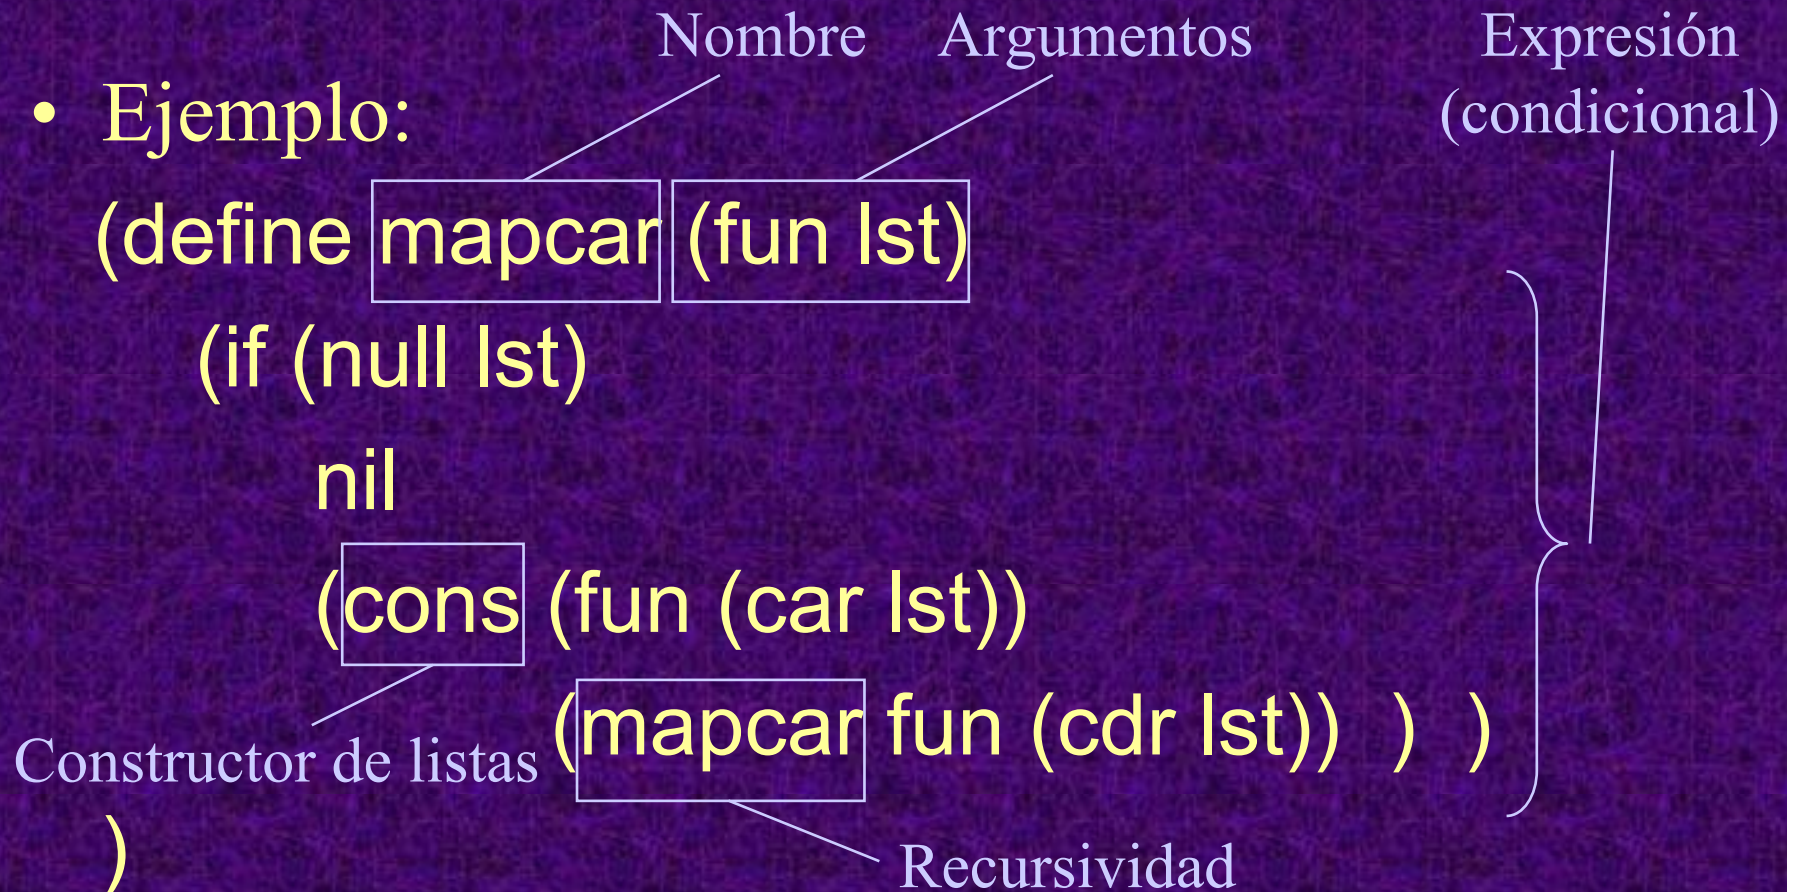 Nombre Argumentos Expresión
(condicional)
• Ejemplo:
(define mapcar (fun lst)
(if (null lst)
nil
(cons (fun (car lst))
(mapcar fun (cdr lst)) ) )
Constructor de listas
)
Recursividad